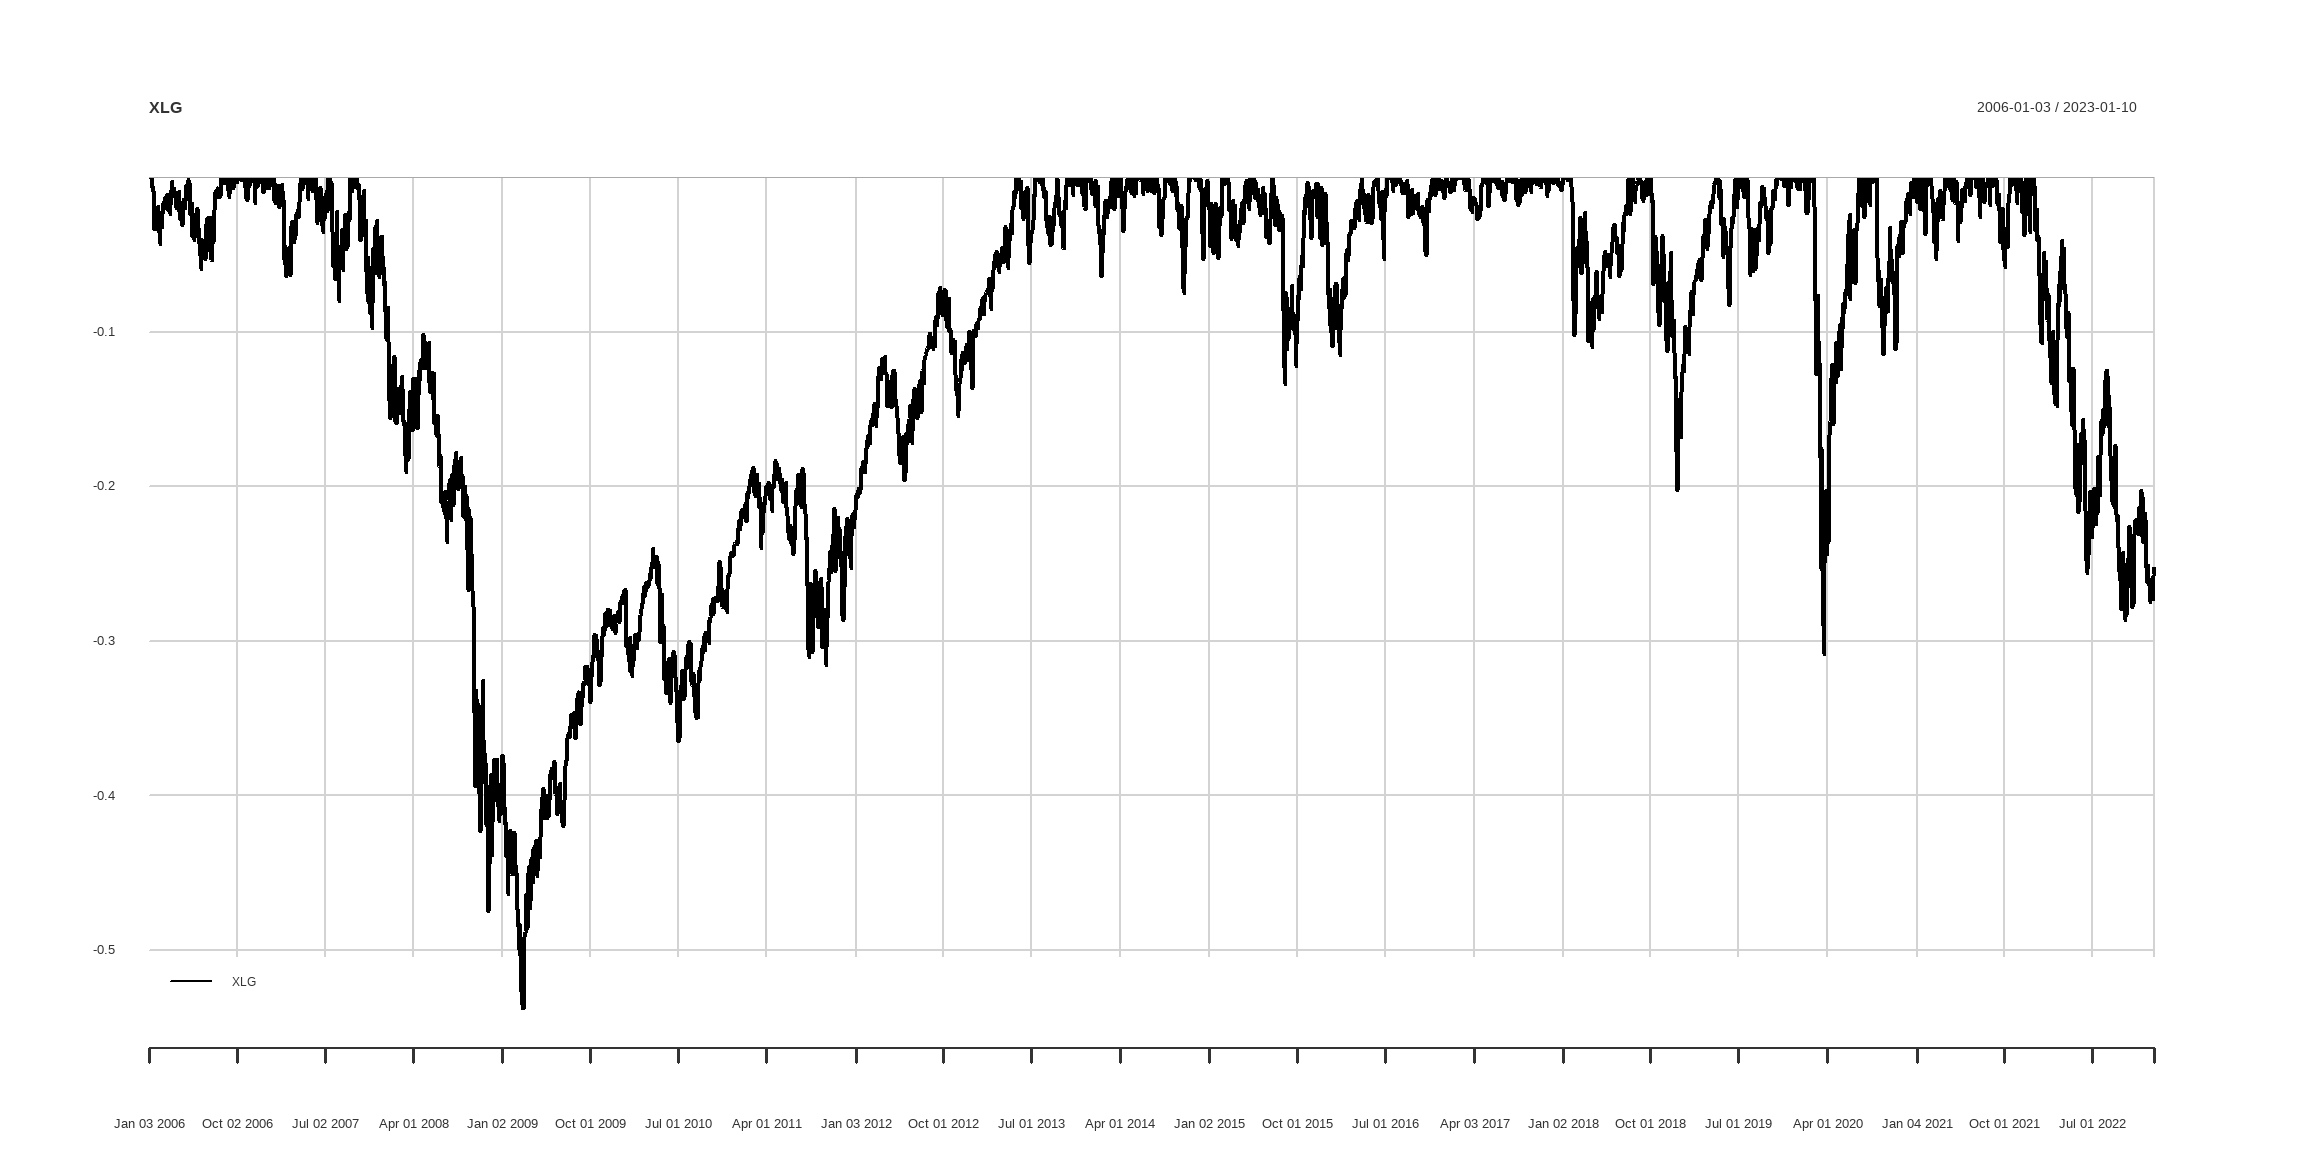 XLG
2006-01-03 / 2023-01-10
-0.1
-0.2
-0.3
-0.4
-0.5
XLG
Jan 03 2006 Oct 02 2006 Jul 02 2007 Apr 01 2008 Jan 02 2009 Oct 01 2009 Jul 01 2010 Apr 01 2011 Jan 03 2012 Oct 01 2012 Jul 01 2013 Apr 01 2014 Jan 02 2015 Oct 01 2015 Jul 01 2016 Apr 03 2017 Jan 02 2018 Oct 01 2018 Jul 01 2019 Apr 01 2020 Jan 04 2021 Oct 01 2021 Jul 01 2022